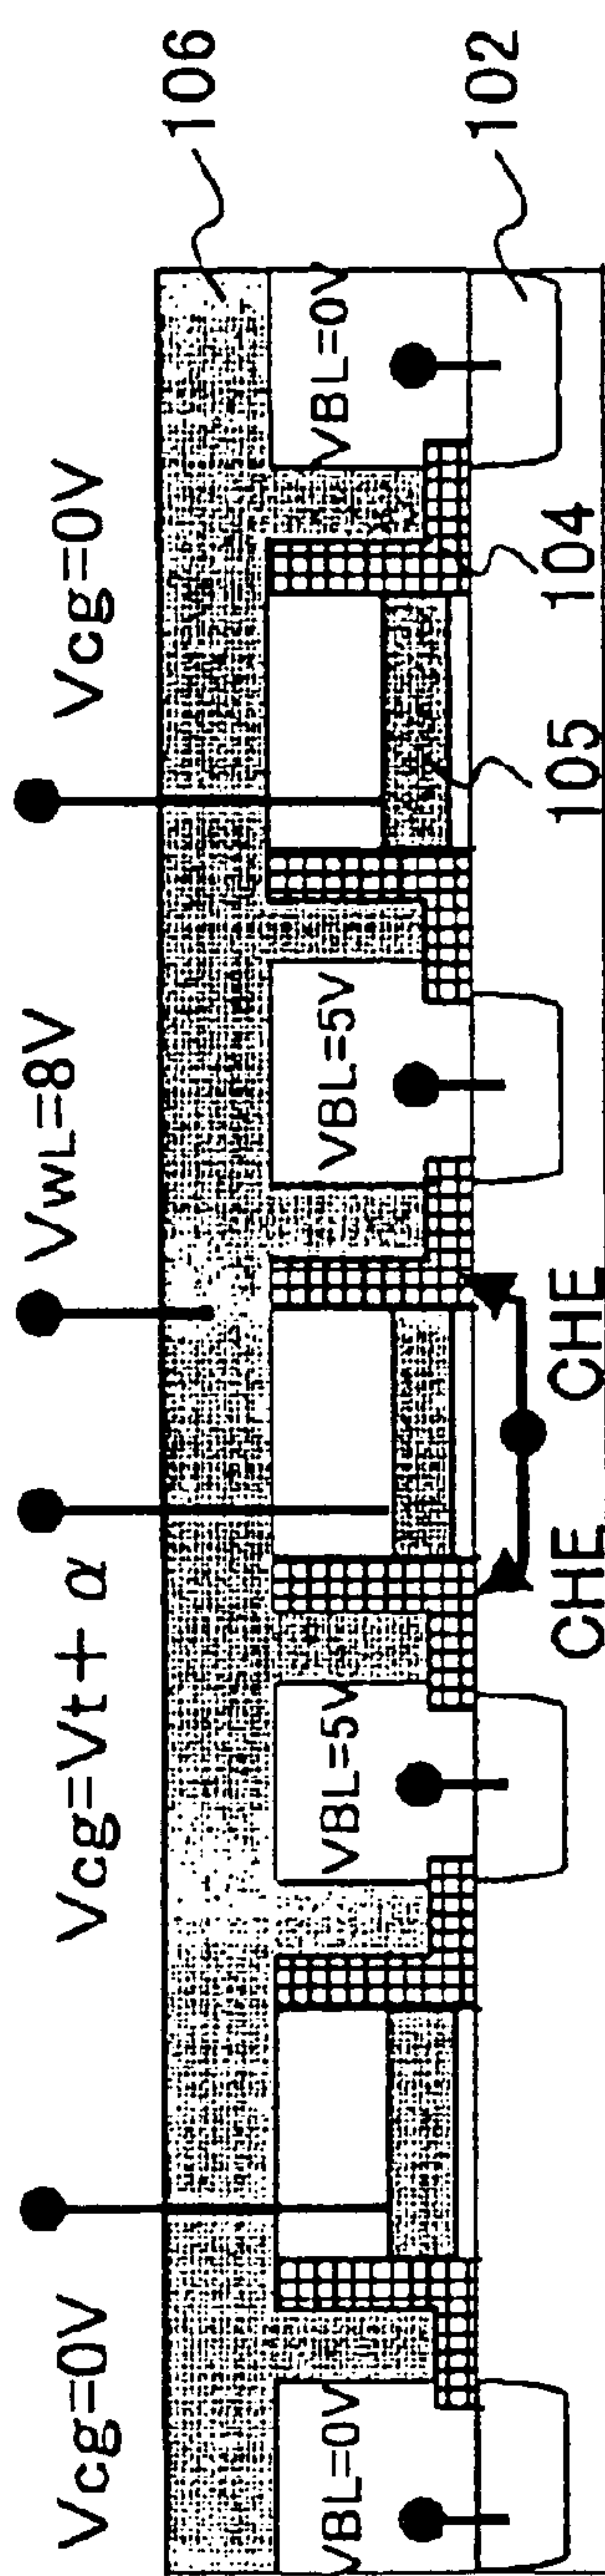 Vcg=0V
Vcg=Vt+ α
VWL=8V
Vcg=0V
106
VBL=0V
VBL=5V
VBL=5V
VBL=0V
102
CHE
CHE
105
104